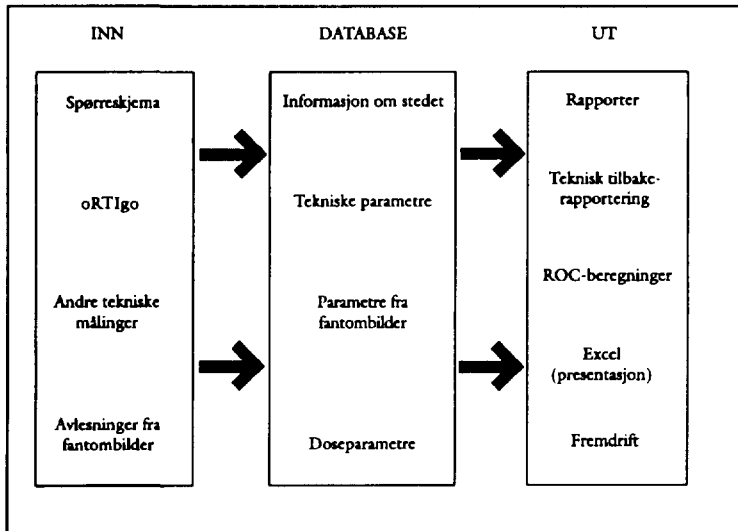 INN
Spørreskjema
oRTIgo
Andre tekniske
målinger
Avlesninger fra
fantombilder
DATABASE
Informasjon om stedet
Tekniske parametre
Parametre fra
fantombilder
Doseparametre
UT
Rapporter
Teknisk tilbake-
rapportering
ROC-beregninger
Excel
(presentasjon)
Fremdrift